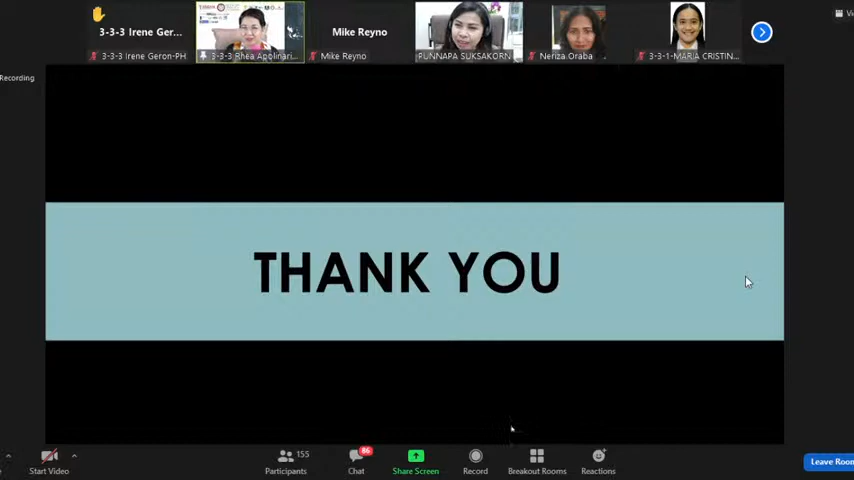 3-3-3 Irene Ger...
Mike Reyno
3-3-3 Irene Geron-PH
3-3-3 Rhea Apolinari...
Mike Reyno
PUNNAPA SUKSAKORN
Neriza Oraba
3-3-1-MARIA CRISTIN...
Vi
Recording
THANK YOU
Start Video
155
Participants
86
Chat
Share Screen
Record
Breakout Rooms
Reactions
Leave Room